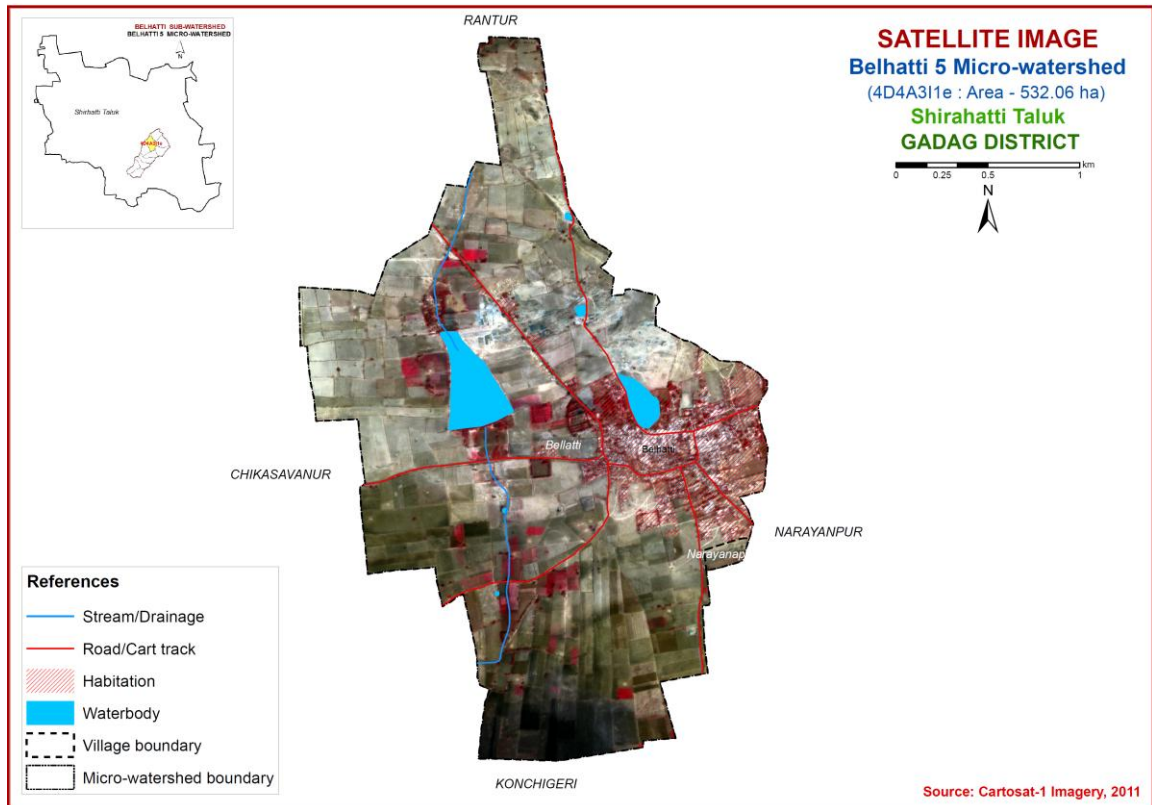 BELHATTI SUB-WATERSHED
BELHATTI 5 MICRO-WATERSHED
N
Shirhatti Taluk
4D4A3I1e
RANTUR
SATELLITE IMAGE
Belhatti 5 Micro-watershed
(4D4A3I1e : Area - 532.06 ha)
Shirahatti Taluk
GADAG DISTRICT
km
0 0.25 0.5 1
N
Bellatti
Belhatti
CHIKASAVANUR
NARAYANPUR
Narayanap
References
Stream/Drainage
Road/Cart track
Habitation
Waterbody
Village boundary
Micro-watershed boundary
KONCHIGERI
Source: Cartosat-1 Imagery, 2011